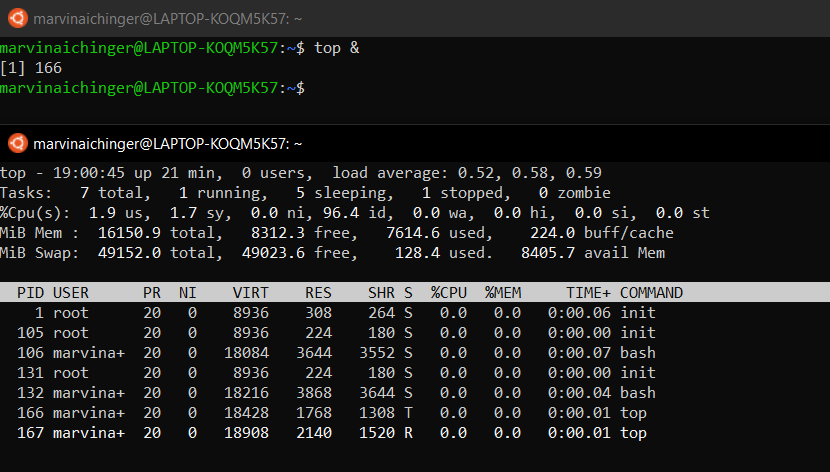 marvinaichinger@LAPTOP-KOQM5K57: ~
marvinaichinger@LAPTOP-KOQM5K57:~$ top &
[1] 166
marvinaichinger@LAPTOP-KOQM5K57:~$
marvinaichinger@LAPTOP-KOQM5K57: ~
top - 19:00:45 up 21 min,  0 users,  load average: 0.52, 0.58, 0.59
Tasks:   7 total,   1 running,   5 sleeping,   1 stopped,   0 zombie
%Cpu(s):  1.9 us,  1.7 sy,  0.0 ni, 96.4 id,  0.0 wa,  0.0 hi,  0.0 si,  0.0 st
MiB Mem :  16150.9 total,   8312.3 free,   7614.6 used,    224.0 buff/cache
MiB Swap:  49152.0 total,  49023.6 free,    128.4 used.   8405.7 avail Mem
PID USER      PR  NI    VIRT    RES    SHR S  %CPU  %MEM     TIME+ COMMAND
1 root      20   0    8936    308    264 S   0.0   0.0   0:00.06 init
105 root      20   0    8936    224    180 S   0.0   0.0   0:00.00 init
106 marvina+  20   0   18084   3644   3552 S   0.0   0.0   0:00.07 bash
131 root      20   0    8936    224    180 S   0.0   0.0   0:00.00 init
132 marvina+  20   0   18216   3868   3644 S   0.0   0.0   0:00.04 bash
166 marvina+  20   0   18428   1768   1308 T   0.0   0.0   0:00.01 top
167 marvina+  20   0   18908   2140   1520 R   0.0   0.0   0:00.01 top